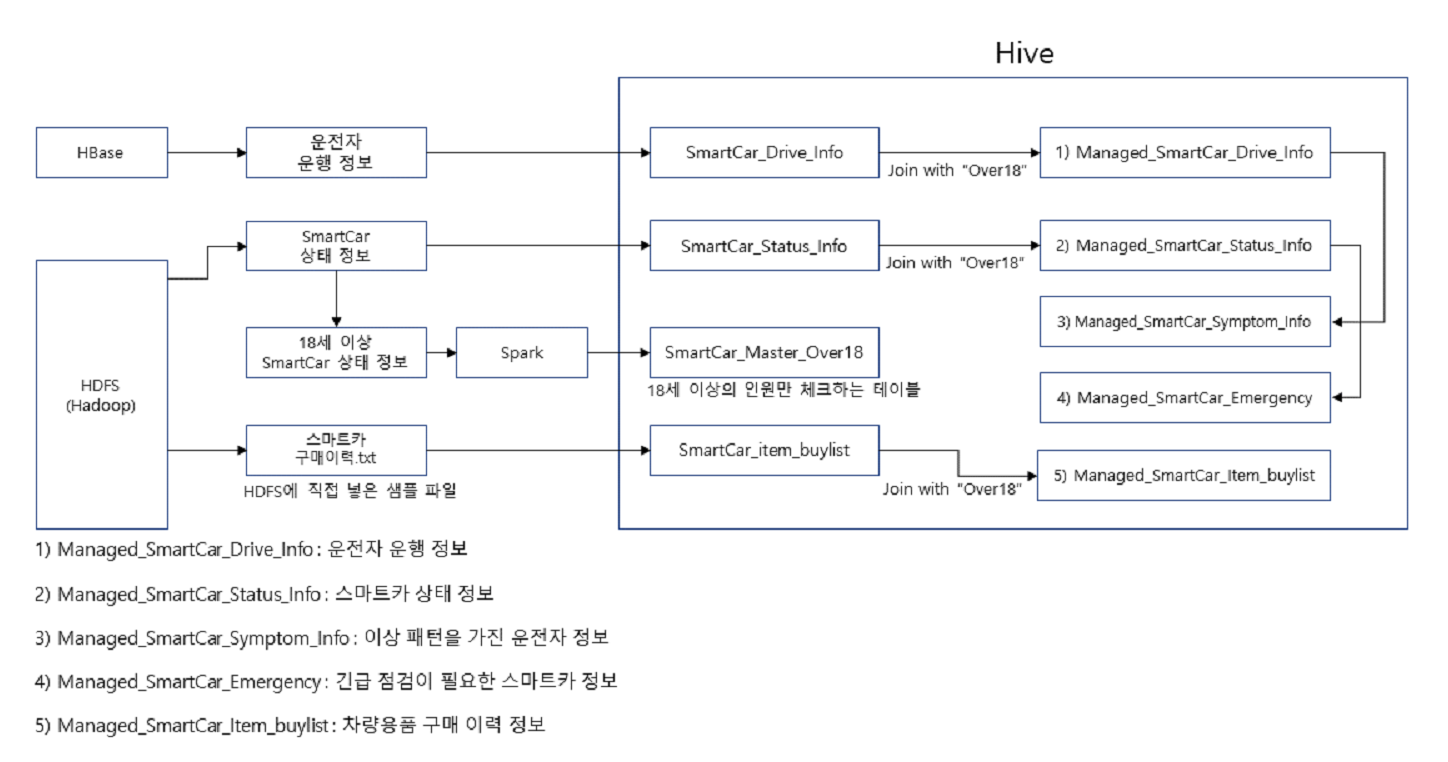 Hive
HBase
운전자
운행 정보
SmartCar_Drive_Info
Join with "Over18"
1) Managed_SmartCar_Drive_Info
SmartCar
상태 정보
SmartCar_Status_Info
Join with "Over18"
2) Managed_SmartCar_Status_Info
3) Managed_SmartCar_Symptom_Info
18세 이상
SmartCar 상태 정보
Spark
SmartCar_Master_Over18
18세 이상의 인원만 체크하는 테이블
HDFS
(Hadoop)
4) Managed_SmartCar_Emergency
스마트카
구매이력.txt
HDFS에 직접 넣은 샘플 파일
SmartCar_item_buylist
Join with "Over18"
5) Managed_SmartCar_Item_buylist
1) Managed_SmartCar_Drive_Info : 운전자 운행 정보
2) Managed_SmartCar_Status_Info : 스마트카 상태 정보
3) Managed_SmartCar_Symptom_Info : 이상 패턴을 가진 운전자 정보
4) Managed_SmartCar_Emergency : 긴급 점검이 필요한 스마트카 정보
5) Managed_SmartCar_Item_buylist : 차량용품 구매 이력 정보